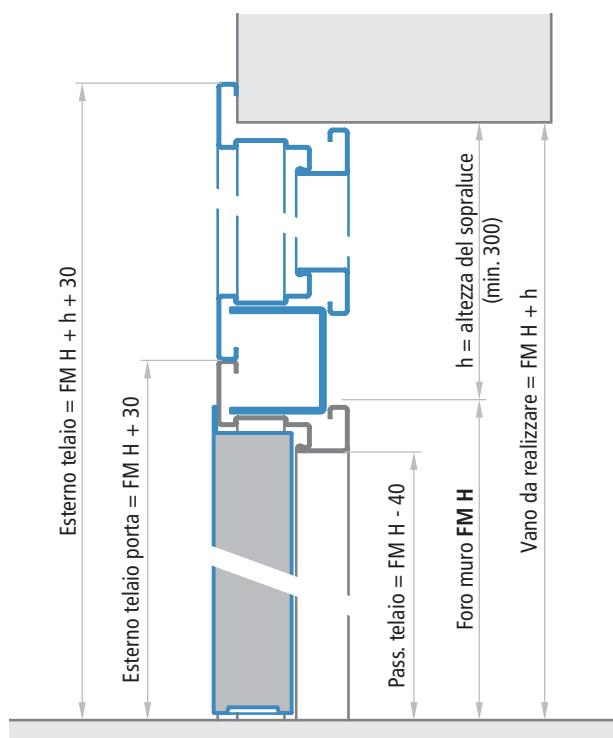 Esterno telaio = FM H + h + 30
Esterno telaio porta = FM H + 30
Pass. telaio = FM H - 40
Foro muro FM H
h = altezza del sopraluce
(min. 300)
Vano da realizzare = FM H + h